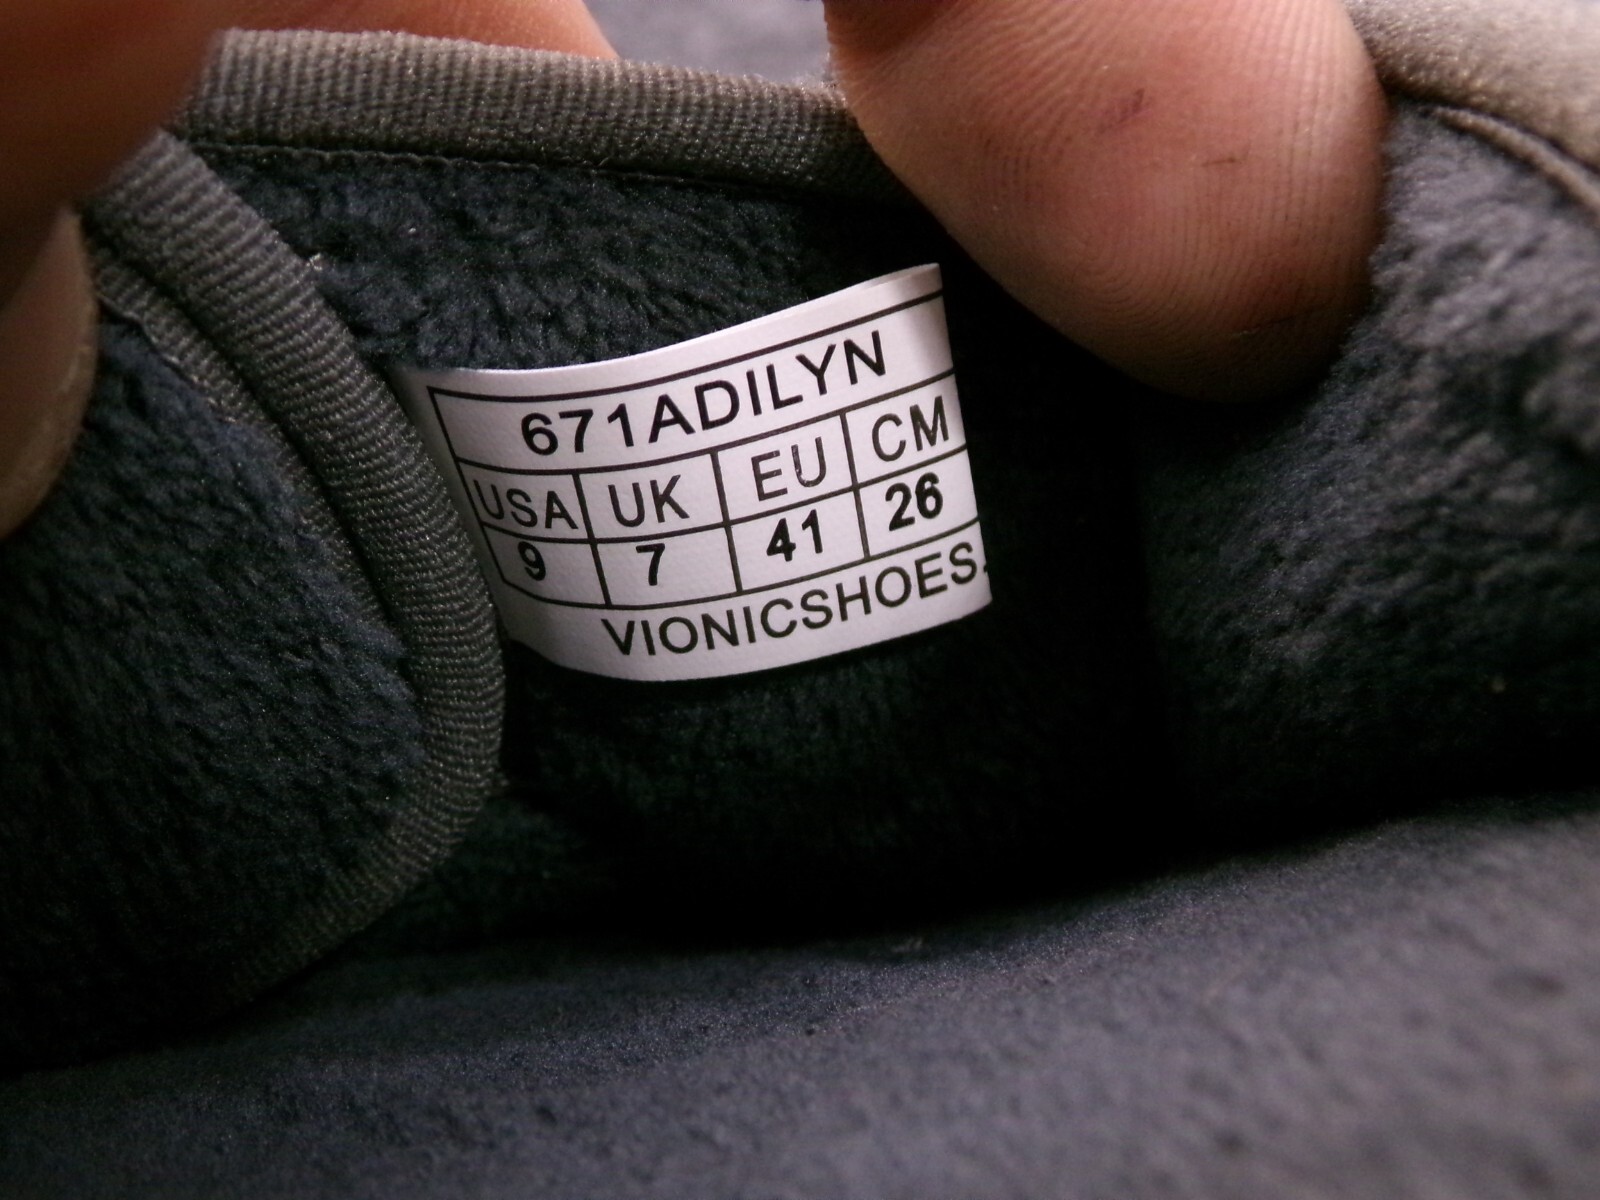 671ADILYN
USA UK EU CM
9 7 41 26
VIONICSHOES.